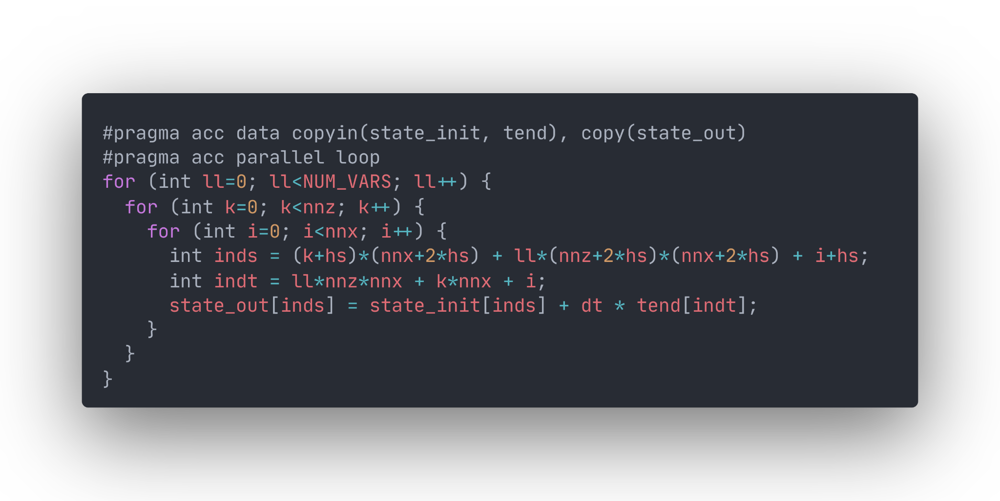 #pragma acc data copyin(state_init, tend), copy(state_out)
#pragma acc parallel loop
for (int ll=0; ll<NUM_VARS; ll++) {
  for (int k=0; k<nnz; k++) {
    for (int i=0; i<nnx; i++) {
      int inds = (k+hs)*(nnx+2*hs) + ll*(nnz+2*hs)*(nnx+2*hs) + i+hs;
      int indt = ll*nnz*nnx + k*nnx + i;
      state_out[inds] = state_init[inds] + dt * tend[indt];
    }
  }
}